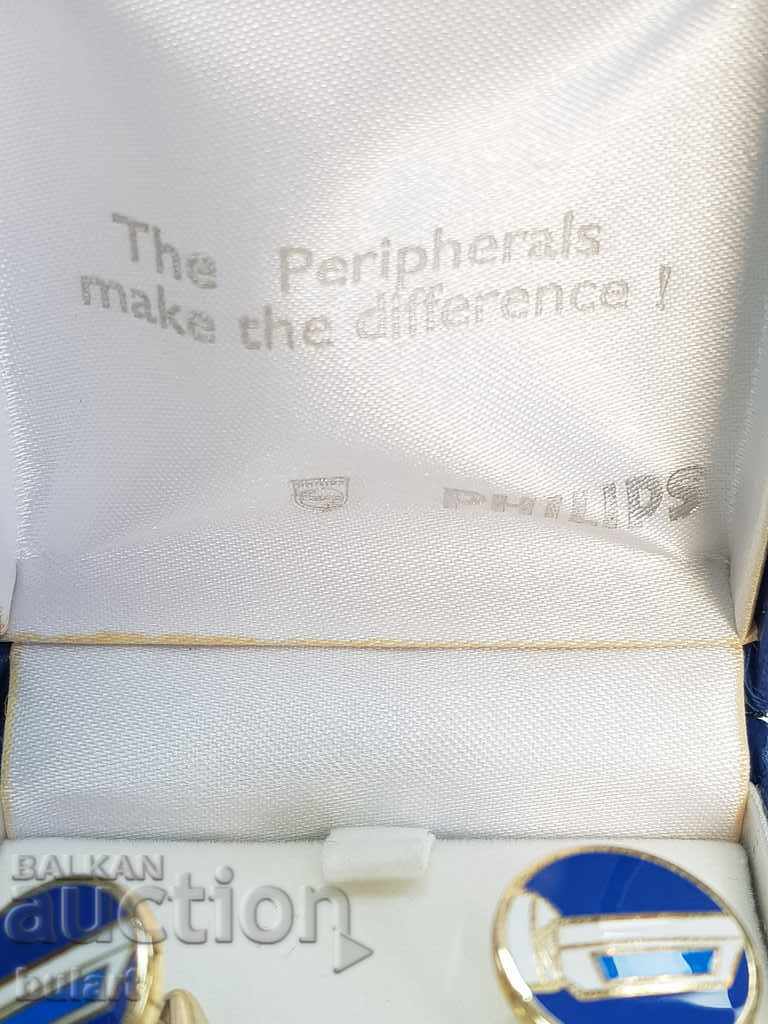 The Peripherals
make the difference !
PHILIPS
BALKAN
auction
bulart